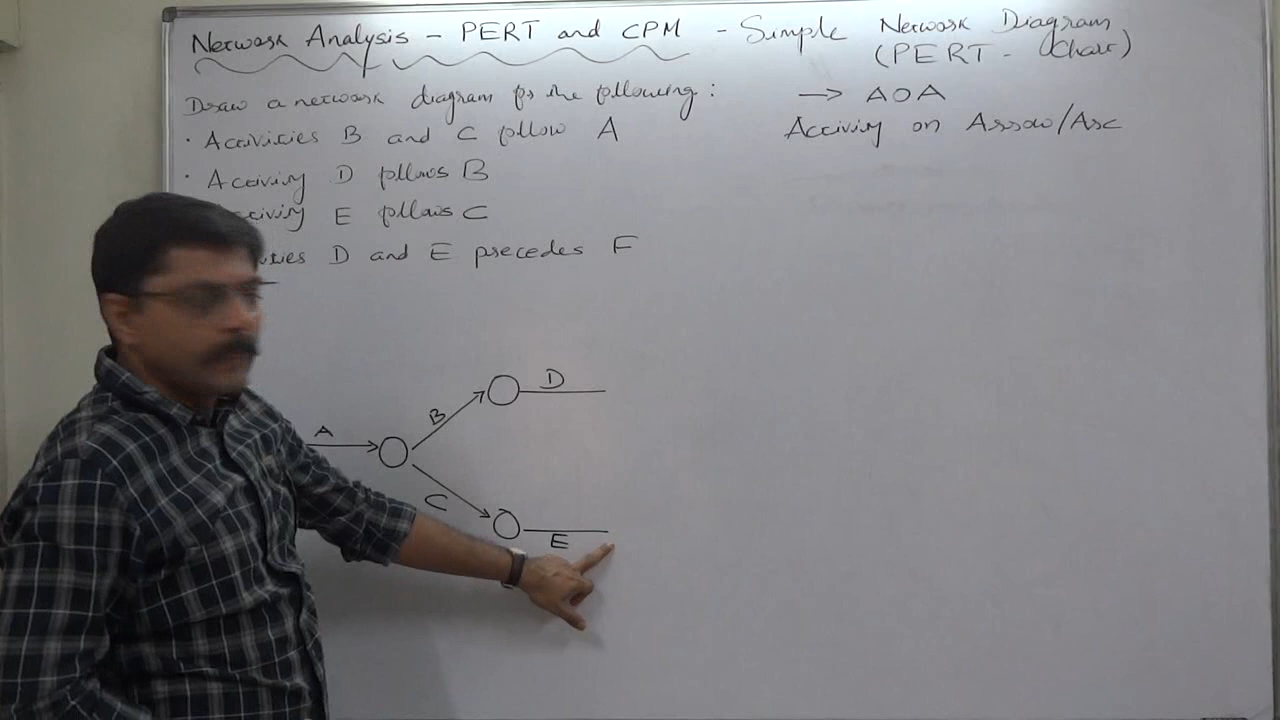 Network Analysis - PERT and CPM - Simple Network Diagram
(PERT - Chart)
Draw a network diagram for the following :
→ AOA
• Activities B and C follow A
Activity on Arrow/Arc
• Activity D follows B
Activity E follows C
D and E precedes F
D
B
A
C
E